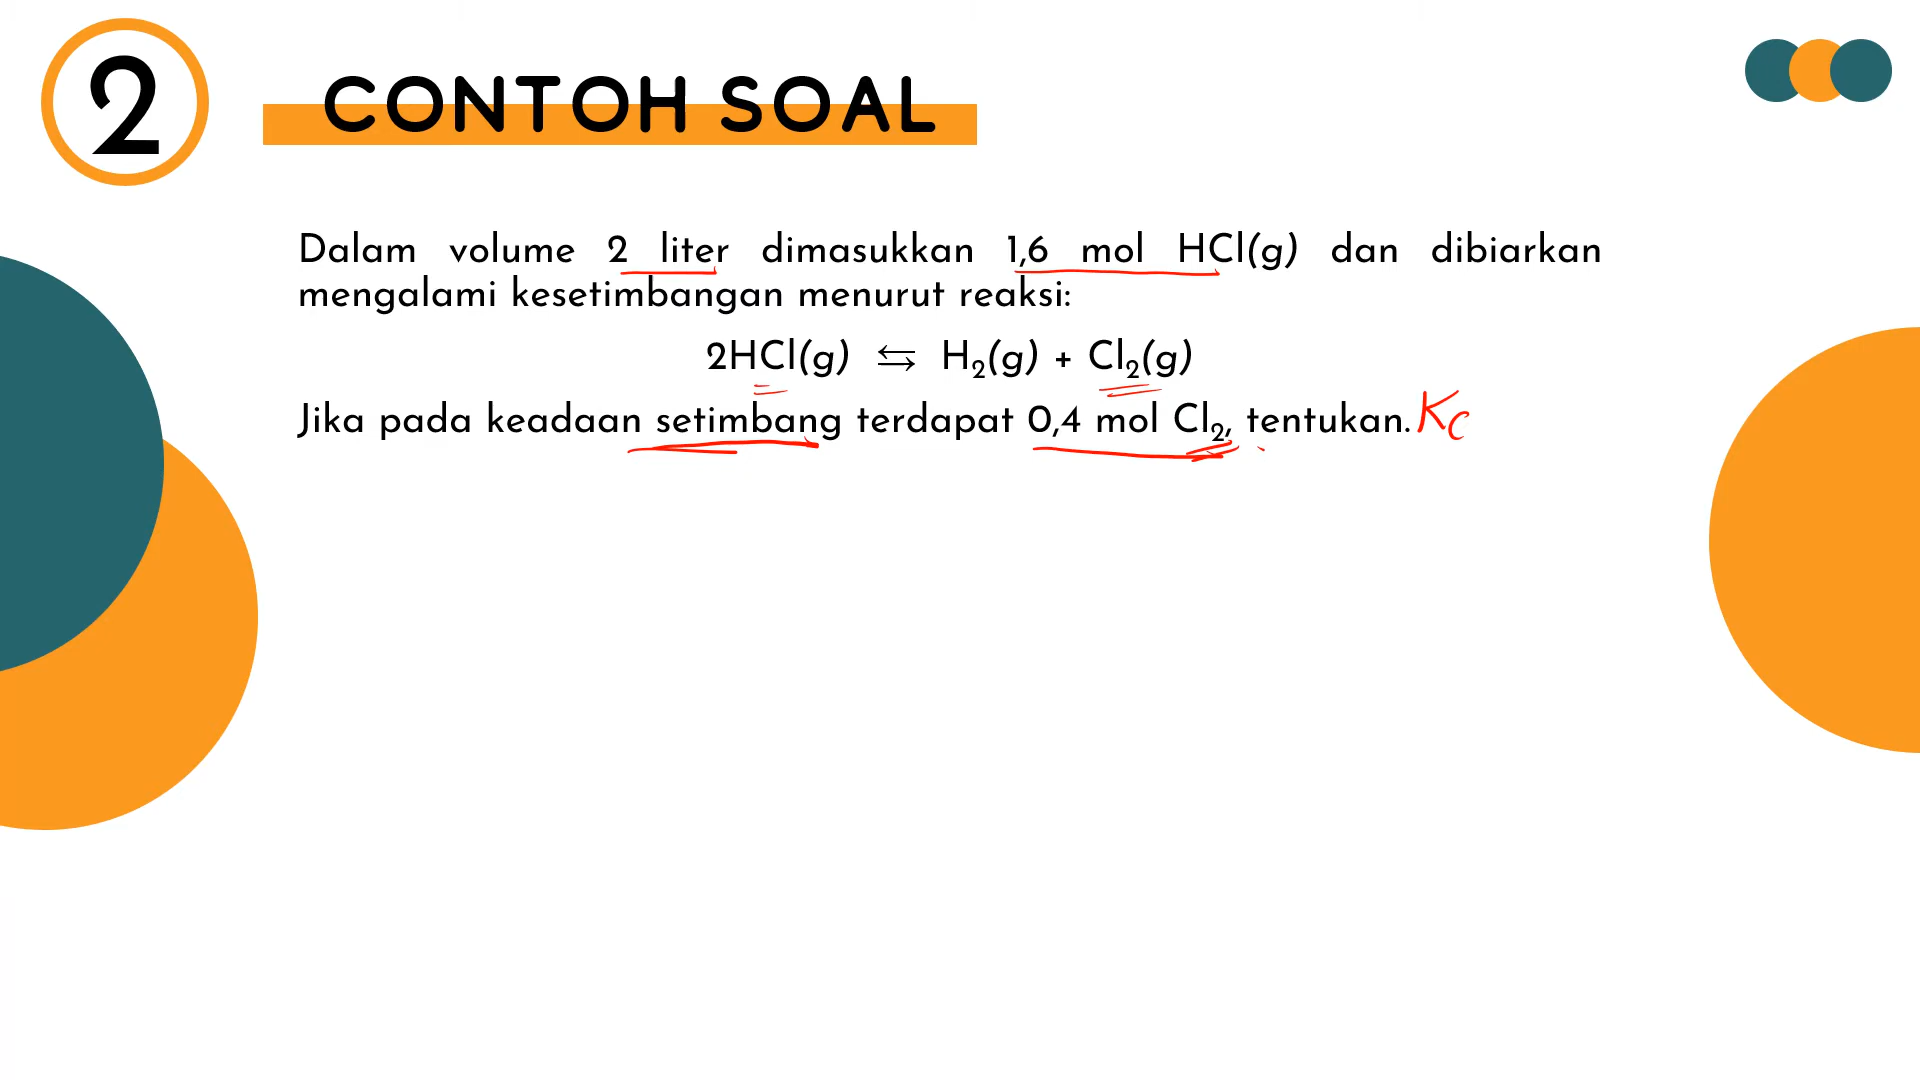 2
CONTOH SOAL
Dalam volume 2 liter dimasukkan 1,6 mol HCl(g) dan dibiarkan
mengalami kesetimbangan menurut reaksi:
2HCl(g) ⇆ H₂(g) + Cl₂(g)
Jika pada keadaan setimbang terdapat 0,4 mol Cl₂, tentukan. Kc